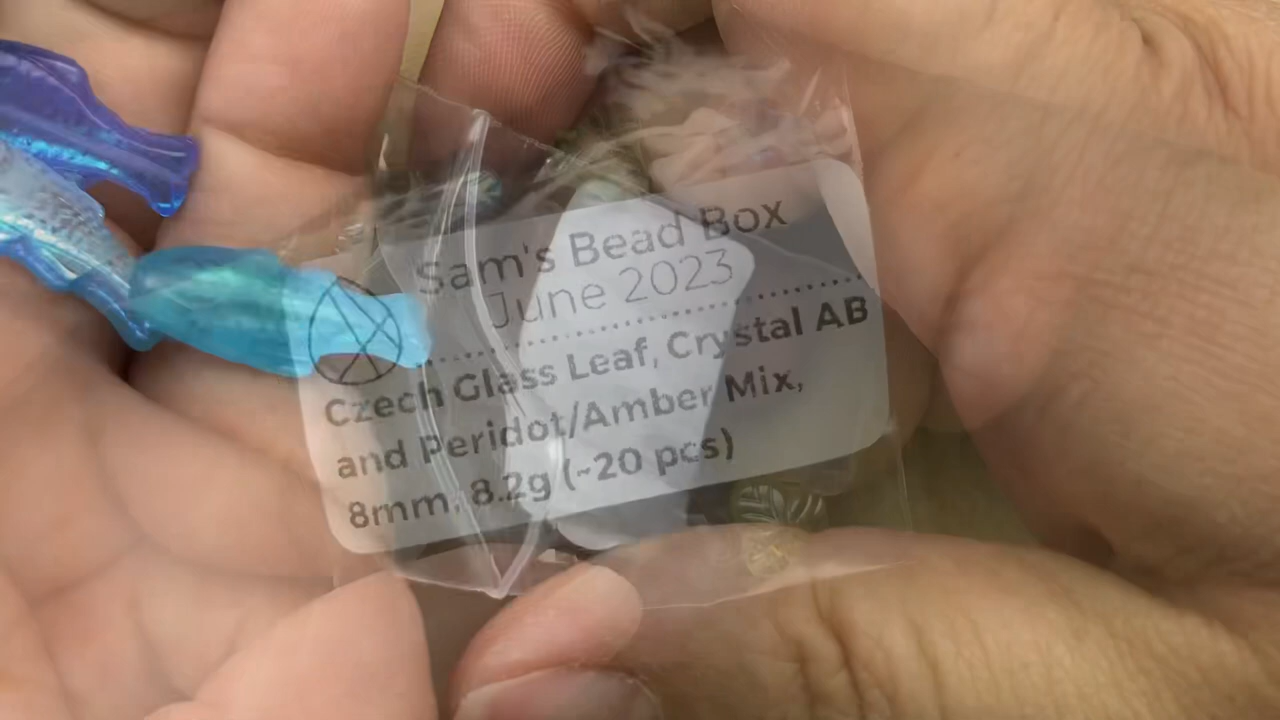 Sam's Bead Box
June 2023
Czech Glass Leaf, Crystal AB
and Peridot/Amber Mix,
8mm, 8.2g (~20 pcs)